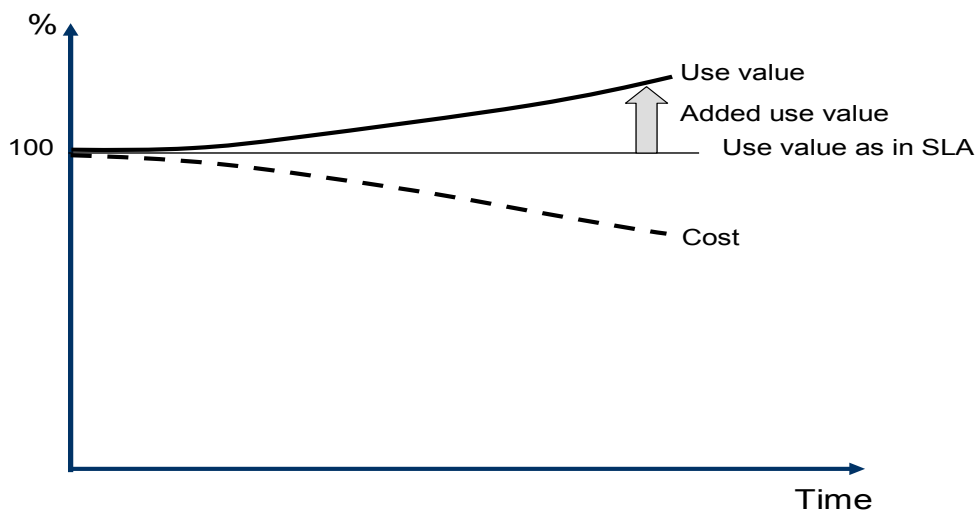 %
Use value
Added use value
100
Use value as in SLA
Cost
Time